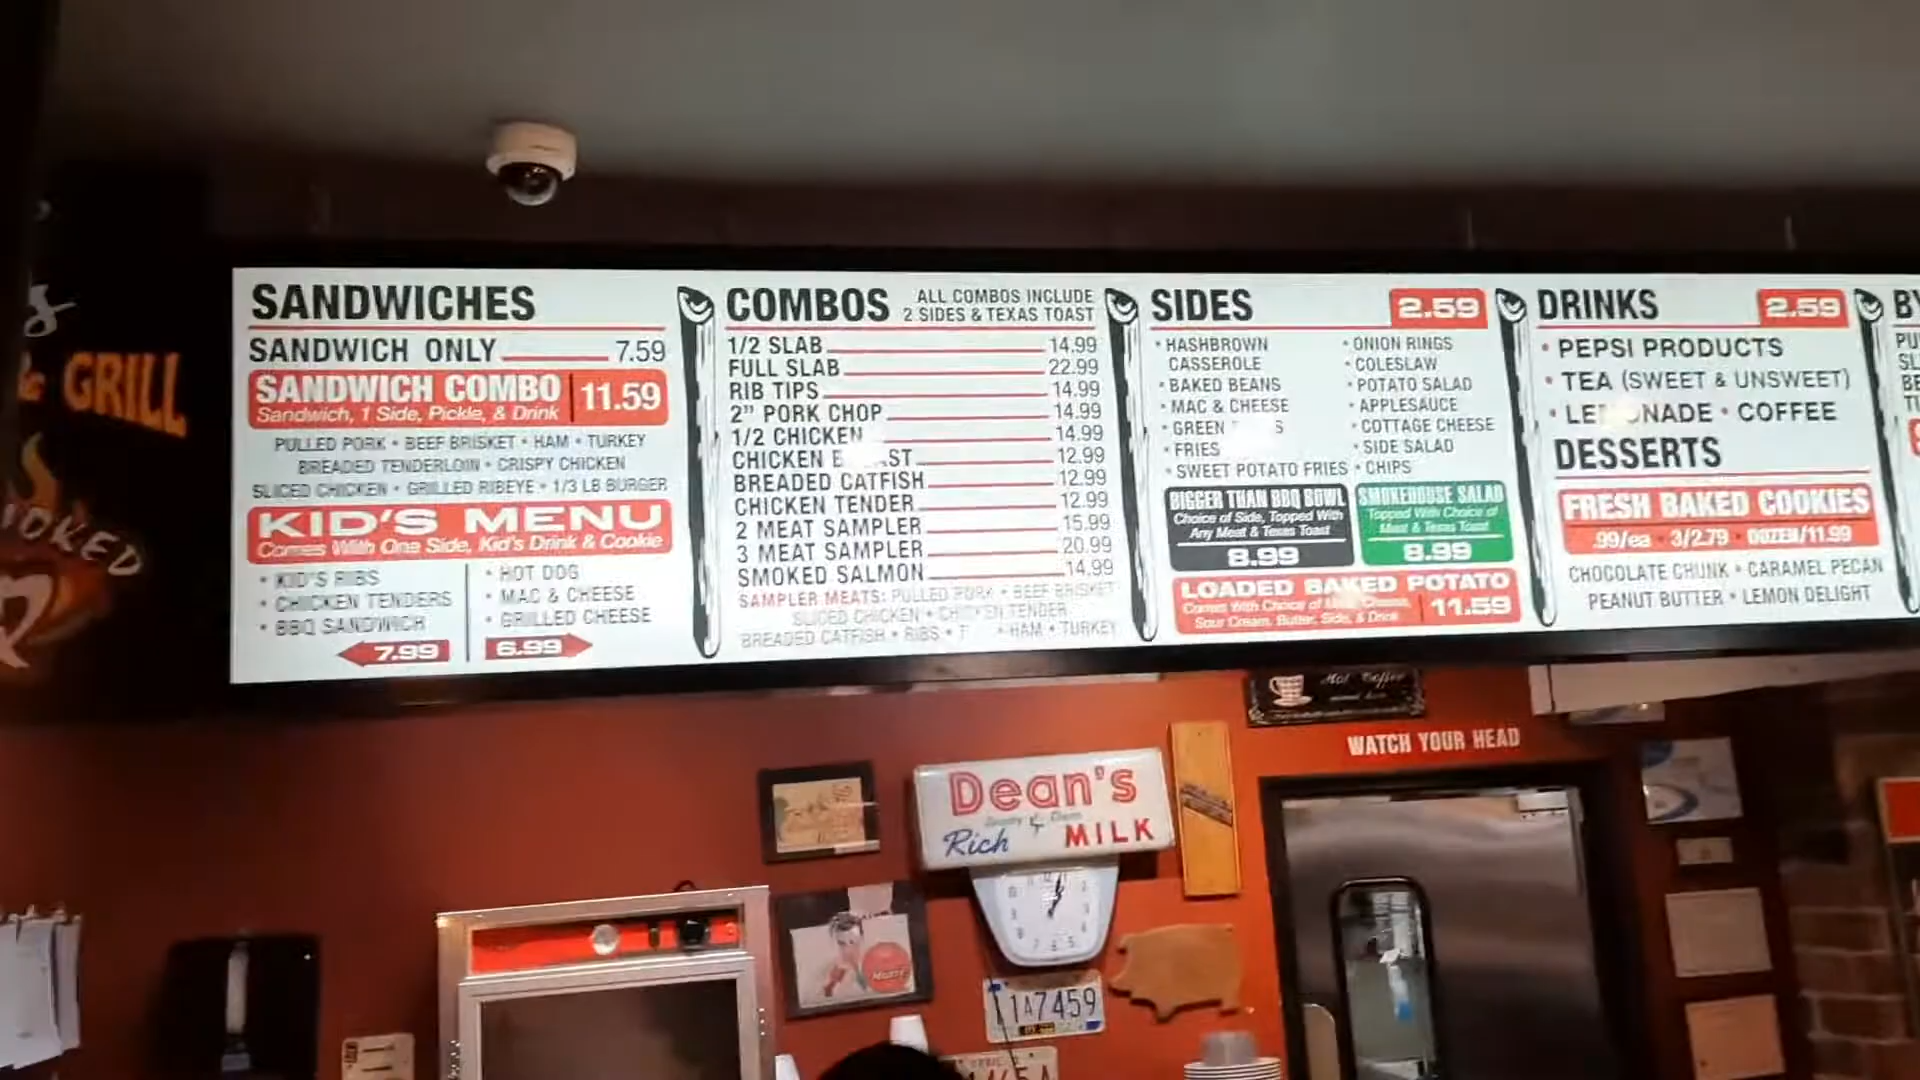 GRILL
SANDWICHES
SANDWICH ONLY 7.59
SANDWICH COMBO 11.59
Sandwich, 1 Side, Pickle, & Drink
PULLED PORK • BEEF BRISKET • HAM • TURKEY
BREADED TENDERLOIN • CRISPY CHICKEN
SLICED CHICKEN • GRILLED RIBEYE • 1/3 LB BURGER
KID'S MENU
Comes With One Side, Kid's Drink & Cookie
• KID'S RIBS
• CHICKEN TENDERS
• BBQ SANDWICH
7.99
• HOT DOG
• MAC & CHEESE
• GRILLED CHEESE
6.99
COMBOS
ALL COMBOS INCLUDE
2 SIDES & TEXAS TOAST
1/2 SLAB 14.99
FULL SLAB 22.99
RIB TIPS 14.99
2" PORK CHOP 14.99
1/2 CHICKEN 14.99
CHICKEN 12.99
BREADED CATFISH 12.99
CHICKEN TENDER 12.99
2 MEAT SAMPLER 15.99
3 MEAT SAMPLER 20.99
SMOKED SALMON 14.99
SAMPLER MEATS: PULLED PORK • BEEF BRISKET
SLICED CHICKEN • CHICKEN TENDER
BREADED CATFISH • RIBS • • HAM • TURKEY
SIDES 2.59
• HASHBROWN
CASSEROLE
• BAKED BEANS
• MAC & CHEESE
• GREEN
• FRIES
• SWEET POTATO FRIES
• ONION RINGS
• COLESLAW
• POTATO SALAD
• APPLESAUCE
• COTTAGE CHEESE
• SIDE SALAD
• CHIPS
BIGGER THAN BBQ BOWL
Choice of Side, Topped With
Any Meat & Texas Toast
8.99
SMOKEHOUSE SALAD
Topped With Choice of
Meat & Texas Toast
8.99
LOADED BAKED POTATO
Comes With Choice of Meat, Cheese,
Sour Cream, Butter, Side, & Drink
11.59
DRINKS 2.59
• PEPSI PRODUCTS
• TEA (SWEET & UNSWEET)
• LEMONADE • COFFEE
DESSERTS
FRESH BAKED COOKIES
.99/ea • 3/2.79 • DOZEN/11.99
CHOCOLATE CHUNK • CARAMEL PECAN
PEANUT BUTTER • LEMON DELIGHT
Hot Coffee
WATCH YOUR HEAD
Dean's
Rich MILK
11A7459